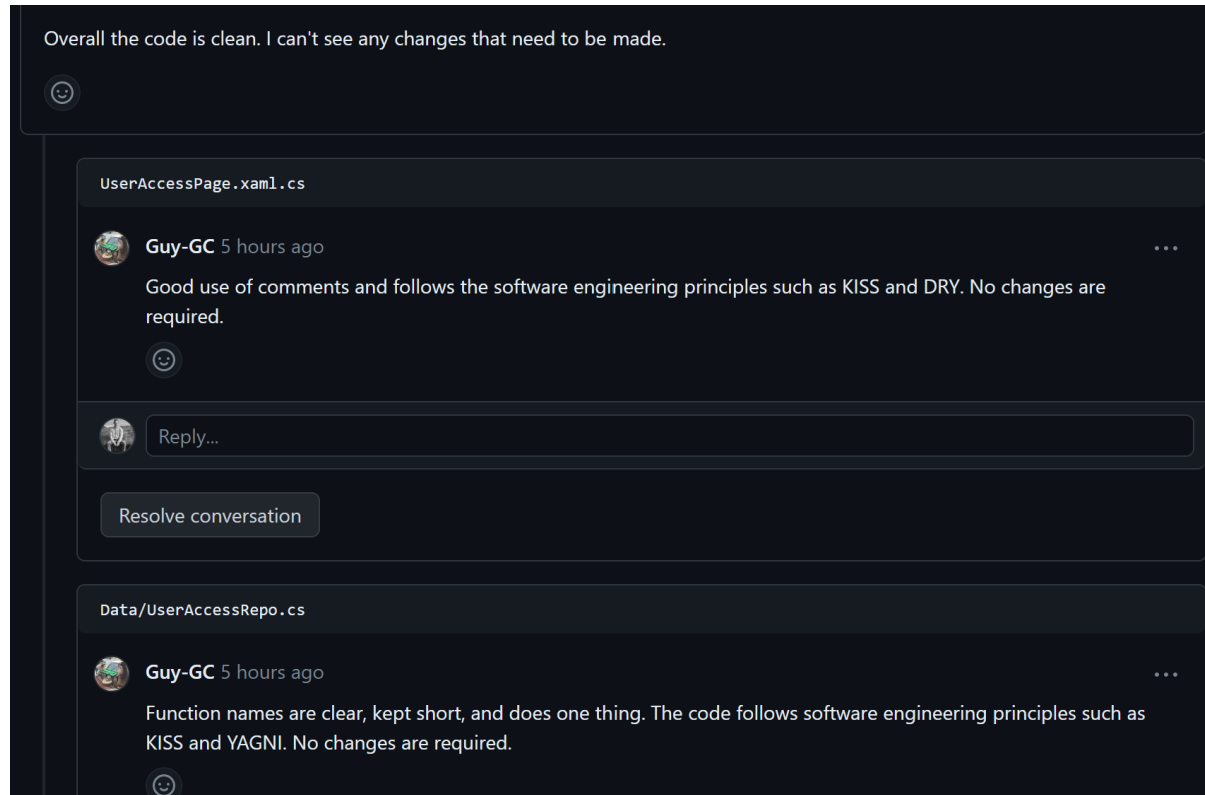 Overall the code is clean. I can't see any changes that need to be made.
UserAccessPage.xaml.cs
Guy-GC 5 hours ago
Good use of comments and follows the software engineering principles such as KISS and DRY. No changes are
required.
Reply...
Resolve conversation
Data/UserAccessRepo.cs
Guy-GC 5 hours ago
Function names are clear, kept short, and does one thing. The code follows software engineering principles such as
KISS and YAGNI. No changes are required.